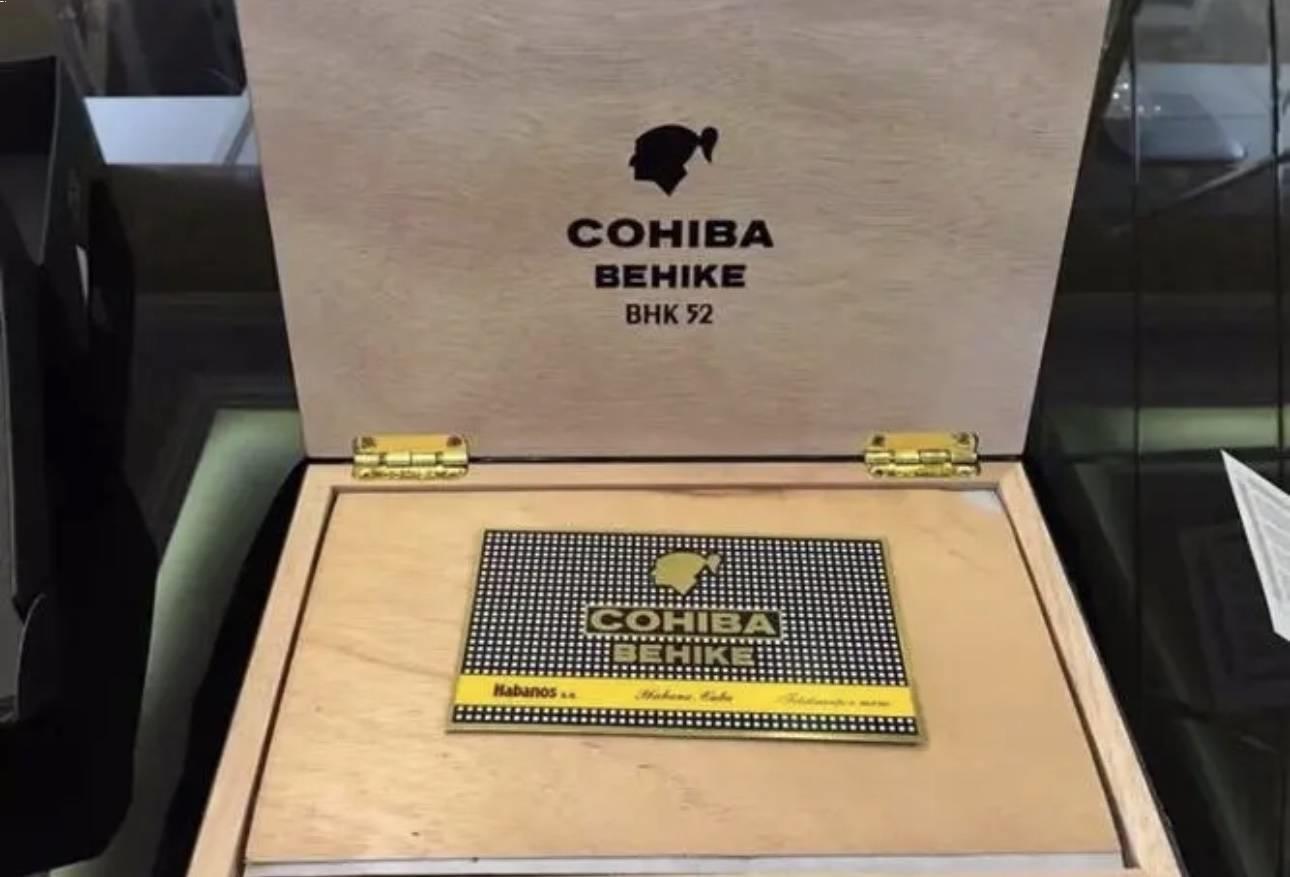 COHIBA
BEHIKE
BHK 52
COHIBA
BEHIKE
Habanos s.a. Habana, Cuba